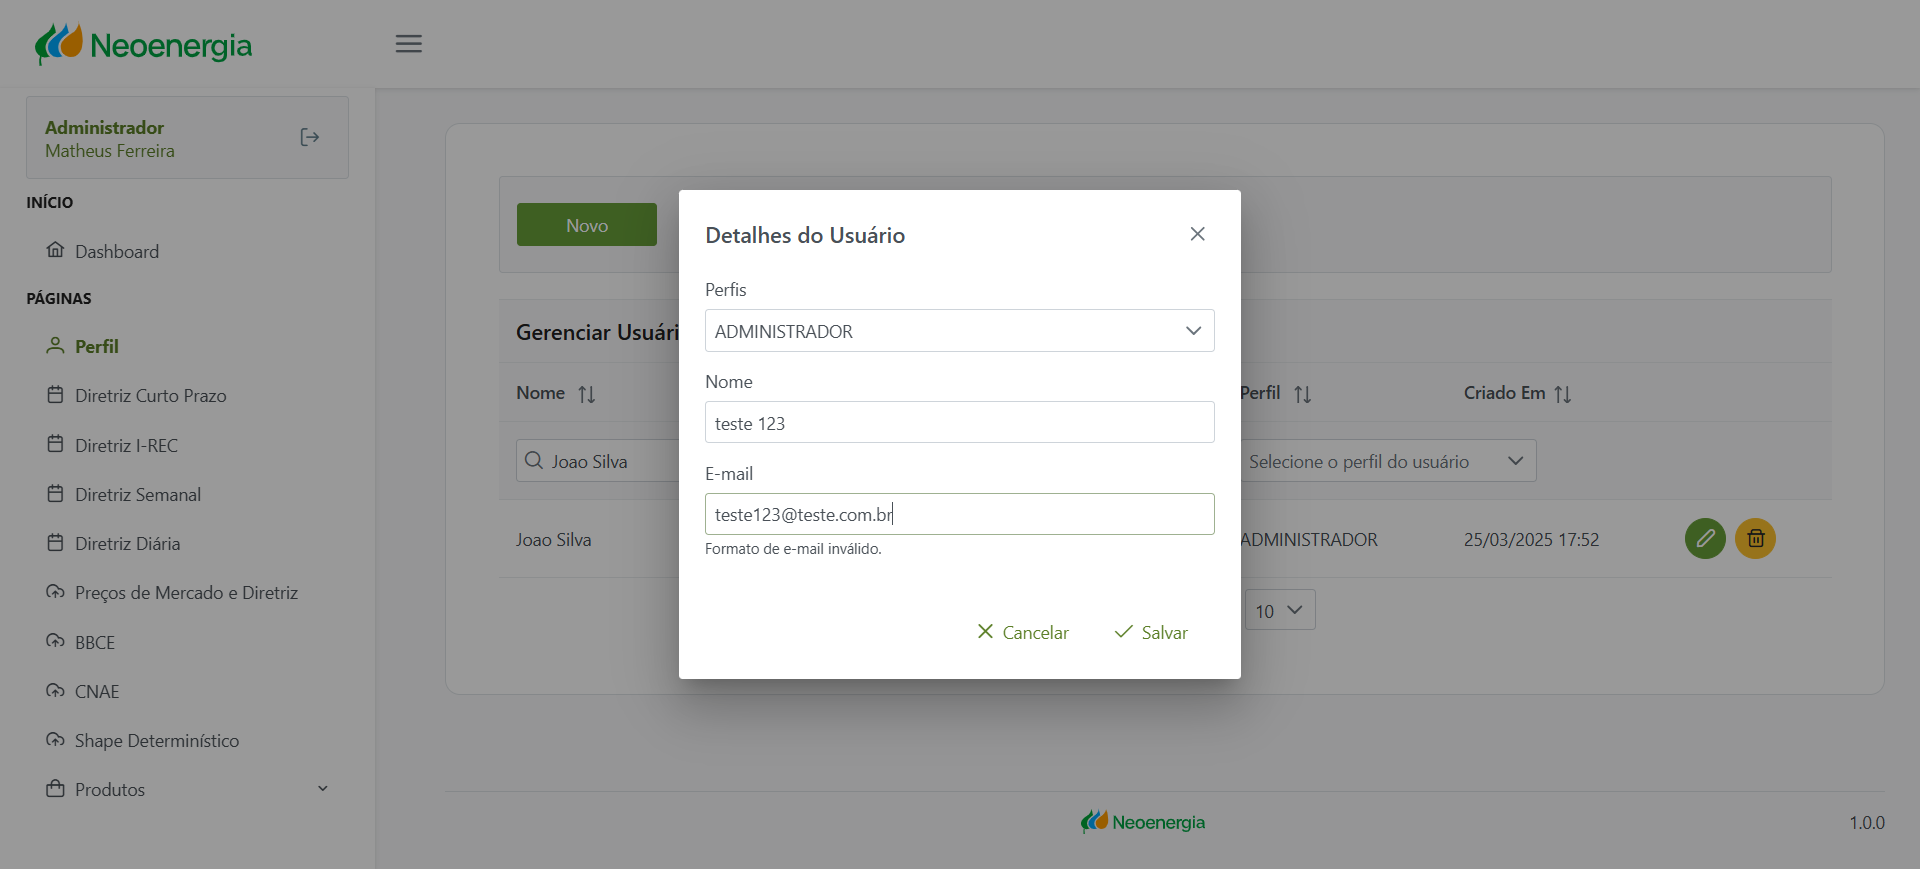 Neoenergia
Administrador
Matheus Ferreira
INÍCIO
Dashboard
PÁGINAS
Perfil
Diretriz Curto Prazo
Diretriz I-REC
Diretriz Semanal
Diretriz Diária
Preços de Mercado e Diretriz
BBCE
CNAE
Shape Determinístico
Produtos
Novo
Gerenciar Usuári
Nome
Perfil
Criado Em
Joao Silva
Selecione o perfil do usuário
Joao Silva
ADMINISTRADOR
25/03/2025 17:52
10
Detalhes do Usuário
Perfis
ADMINISTRADOR
Nome
teste 123
E-mail
teste123@teste.com.br
Formato de e-mail inválido.
Cancelar
Salvar
Neoenergia
1.0.0